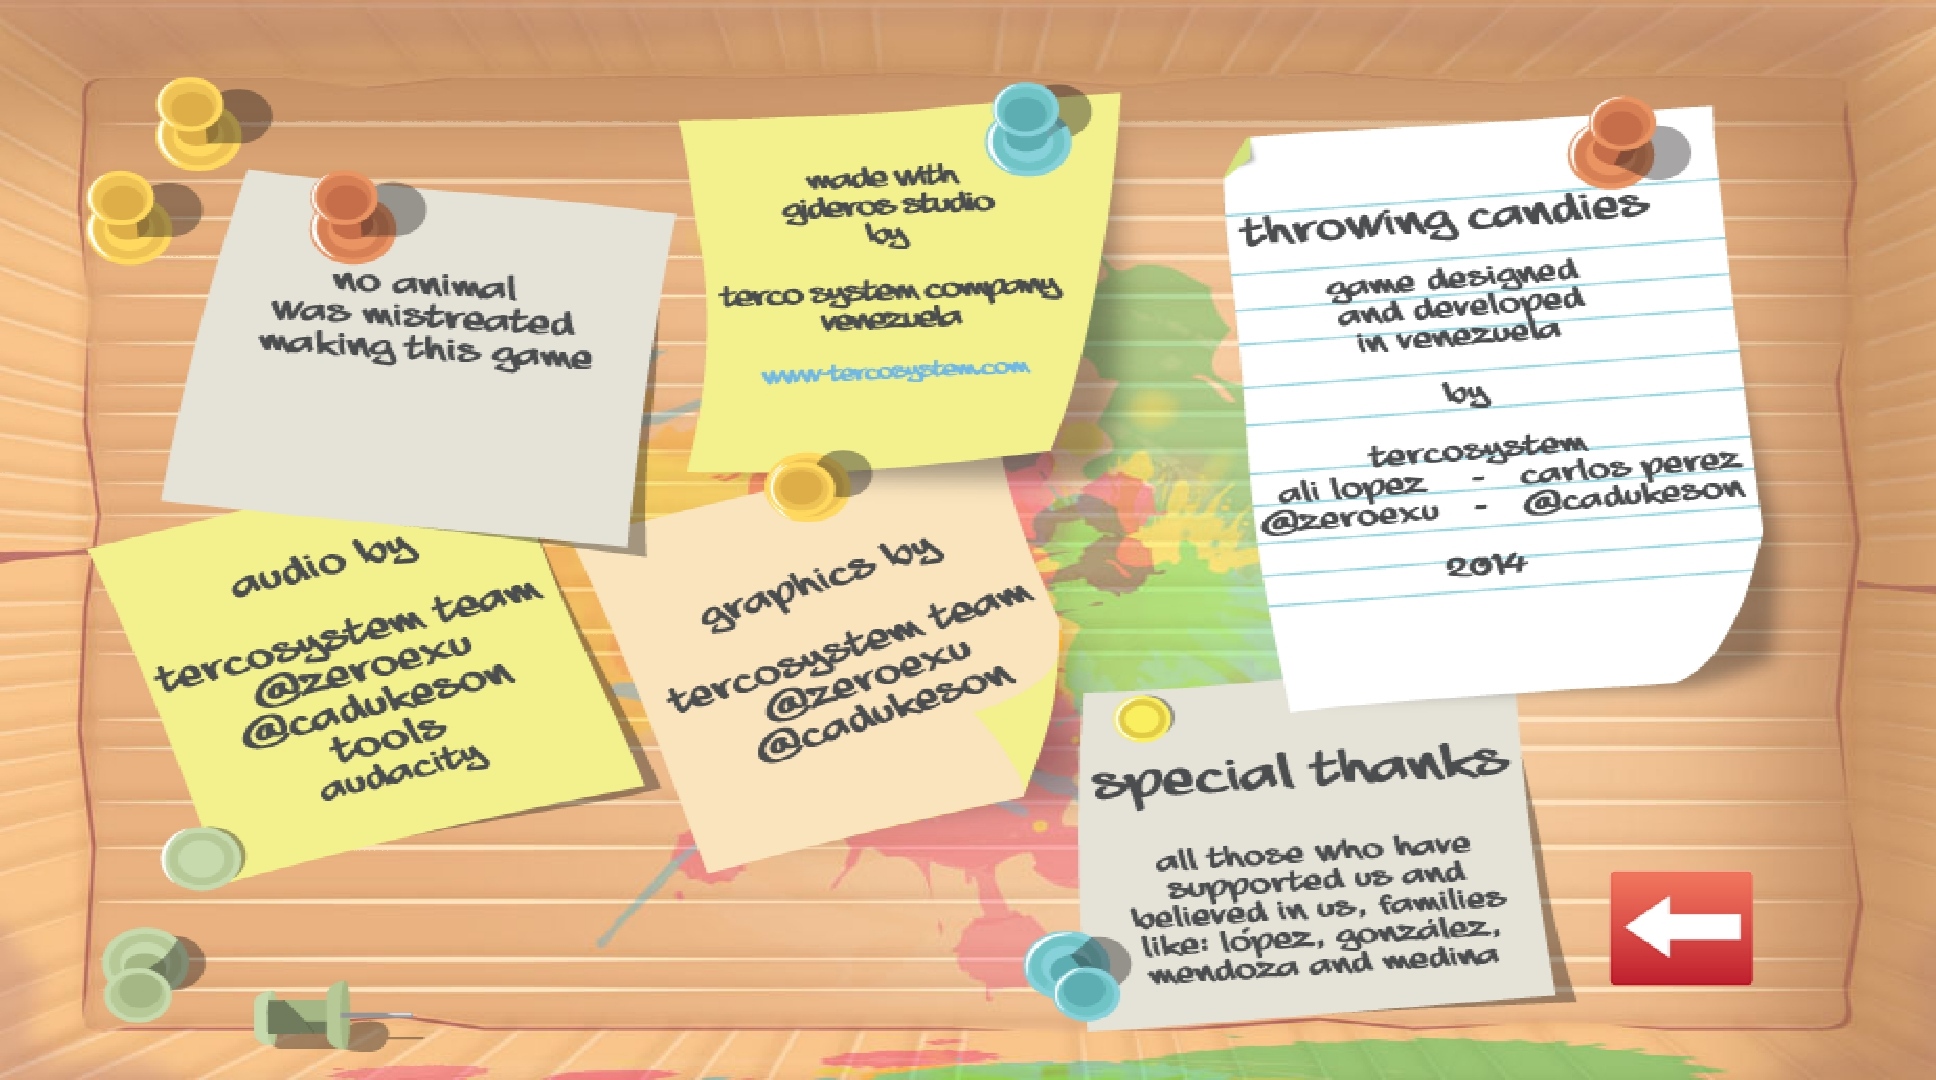 no animal
was mistreated
making this game
made with
gideros studio
by
terco system company
venezuela
www.tercosystem.com
throwing candies
game designed
and developed
in venezuela
by
tercosystem
ali lopez - carlos perez
@zeroexu - @cadukeson
2014
audio by
tercosystem team
@zeroexu
@cadukeson
tools
audacity
graphics by
tercosystem team
@zeroexu
@cadukeson
special thanks
all those who have
supported us and
believed in us, families
like: lópez, gonzález,
mendoza and medina